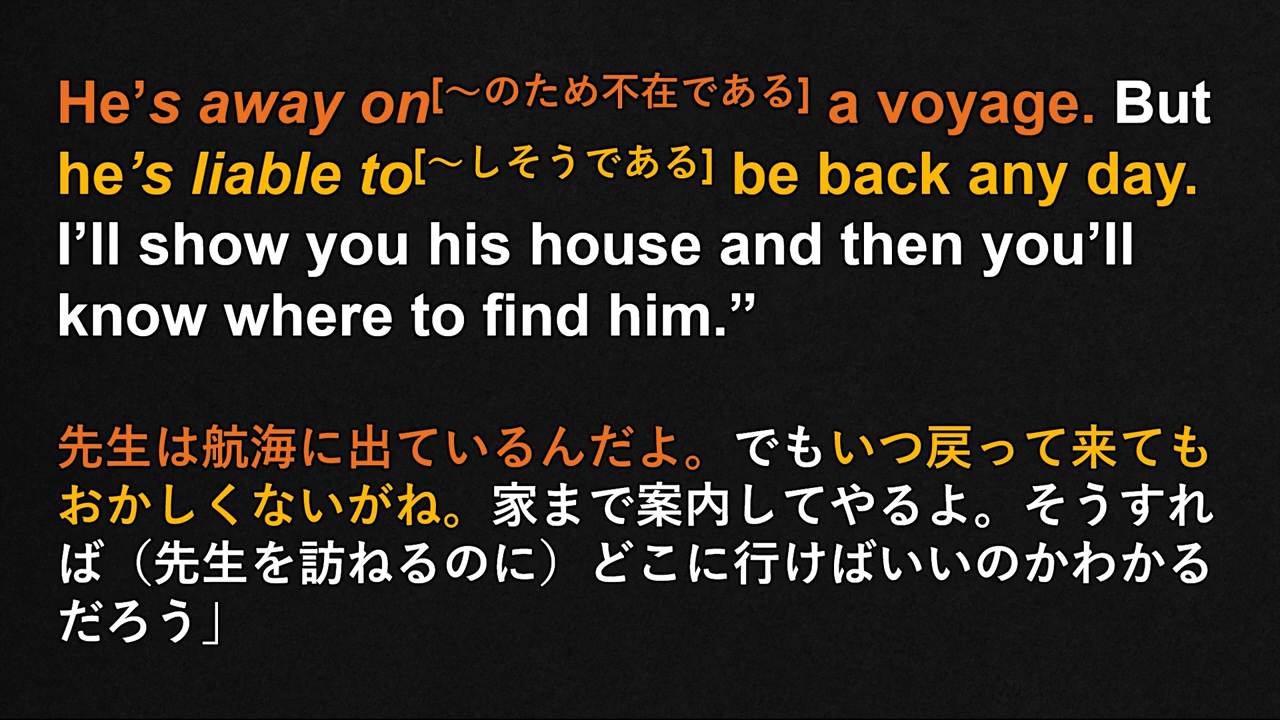 He’s away on[〜のため不在である] a voyage. But
he’s liable to[〜しそうである] be back any day.
I’ll show you his house and then you’ll
know where to find him.”
先生は航海に出ているんだよ。でもいつ戻って来ても
おかしくないがね。家まで案内してやるよ。そうすれ
ば（先生を訪ねるのに）どこに行けばいいのかわかる
だろう」